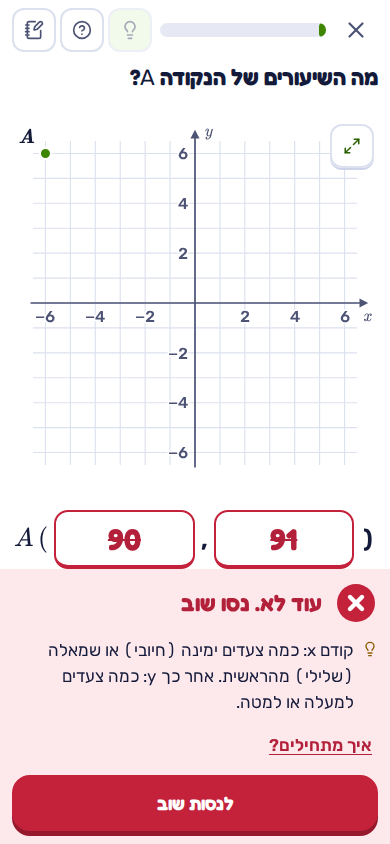 מה השיעורים של הנקודה A?
A
y
6
4
2
−6 −4 −2 2 4 6 x
−2
−4
−6
A ( 90 , 91 )
עוד לא. נסו שוב
קודם x: כמה צעדים ימינה (חיובי) או שמאלה
(שלילי) מהראשית. אחר כך y: כמה צעדים
למעלה או למטה.
איך מתחילים?
לנסות שוב